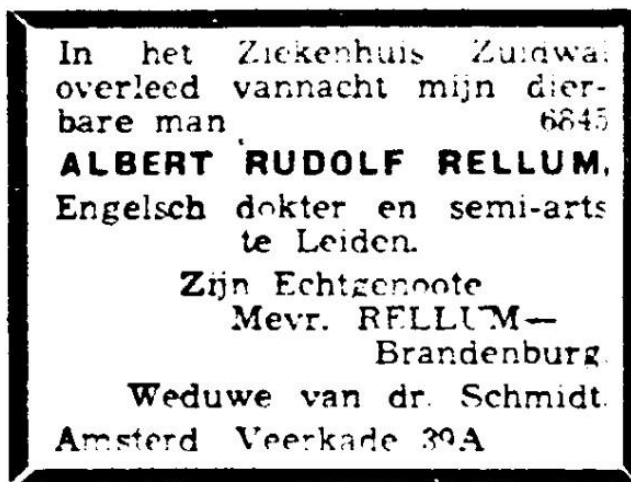 In het Ziekenhuis Zuidwal
overleed vannacht mijn dier-
bare man 6845
ALBERT RUDOLF RELLUM,
Engelsch dokter en semi-arts
te Leiden.
Zijn Echtgenoote
Mevr. RELLUM—
Brandenburg.
Weduwe van dr. Schmidt.
Amsterd Veerkade 39A